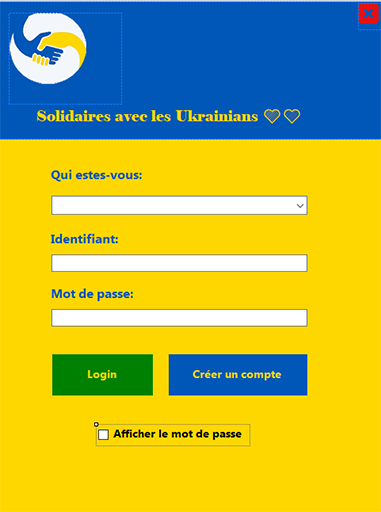 Solidaires avec les Ukrainians 💛🤍
Qui estes-vous:
Identifiant:
Mot de passe:
Login
Créer un compte
Afficher le mot de passe